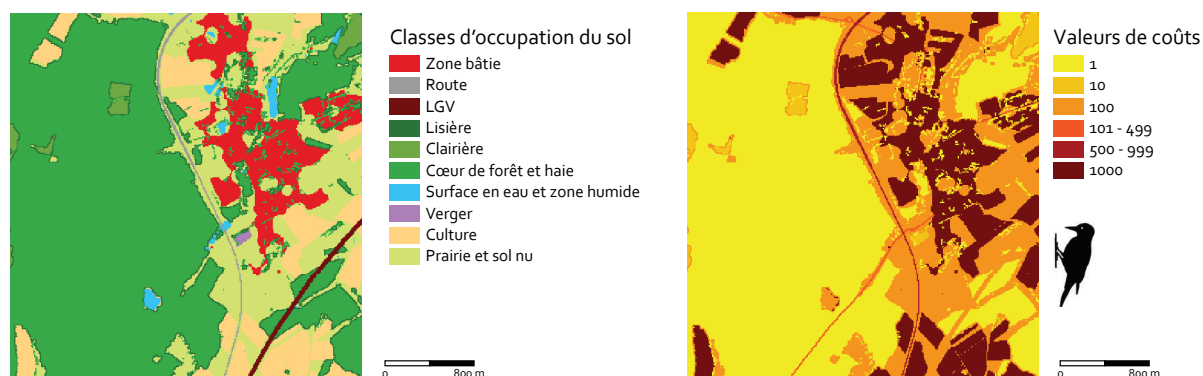 Classes d'occupation du sol
Zone bâtie
Route
LGV
Lisière
Clairière
Cœur de forêt et haie
Surface en eau et zone humide
Verger
Culture
Prairie et sol nu
0 800 m
Valeurs de coûts
1
10
100
101 - 499
500 - 999
1000
0 800 m